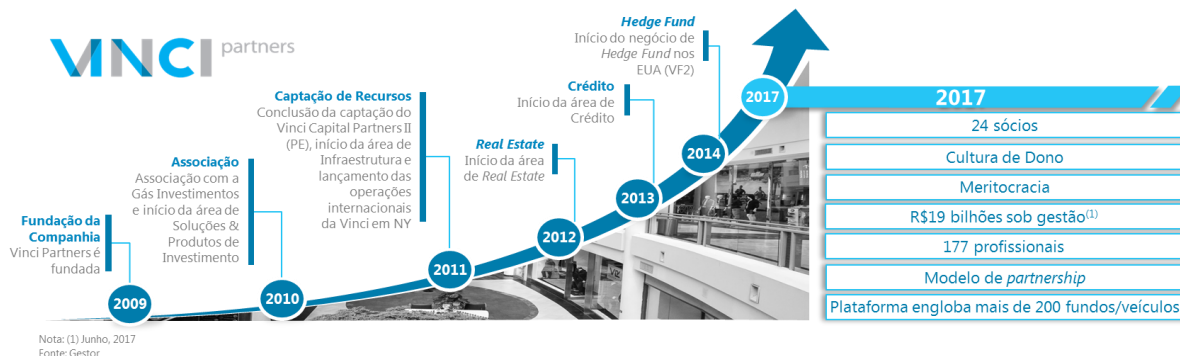 VINCI partners
Fundação da
Companhia
Vinci Partners é
fundada
2009
Associação
Associação com a
Gás Investimentos
e início da área de
Soluções &
Produtos de
Investimento
2010
Captação de Recursos
Conclusão da captação do
Vinci Capital Partners II
(PE), início da área de
Infraestrutura e
lançamento das
operações
internacionais
da Vinci em NY
2011
Real Estate
Início da área
de Real Estate
2012
Crédito
Início da área de
Crédito
2013
Hedge Fund
Início do negócio de
Hedge Fund nos
EUA (VF2)
2014
2017
2017
24 sócios
Cultura de Dono
Meritocracia
R$19 bilhões sob gestão(1)
177 profissionais
Modelo de partnership
Plataforma engloba mais de 200 fundos/veículos
Nota: (1) Junho, 2017
Fonte: Gestor